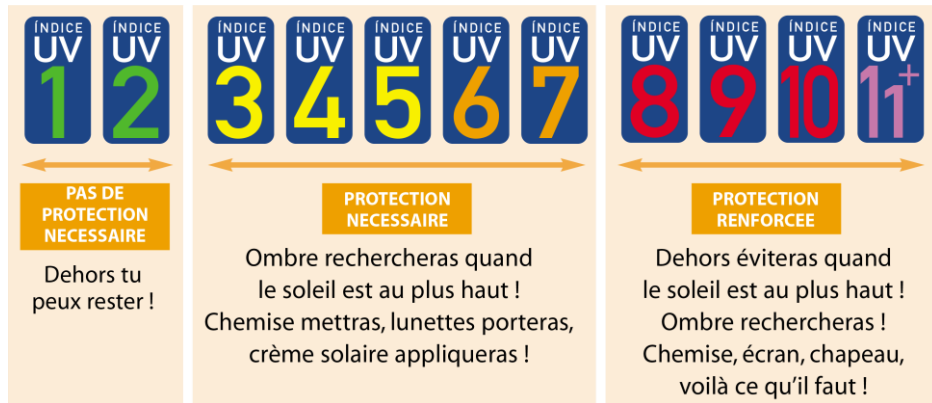 ÍNDICE ÍNDICE ÍNDICE ÍNDICE ÍNDICE ÍNDICE ÍNDICE ÍNDICE ÍNDICE ÍNDICE ÍNDICE
UV UV UV UV UV UV UV UV UV UV UV
1 2 3 4 5 6 7 8 9 10 11+
PAS DE
PROTECTION
NECESSAIRE
Dehors tu
peux rester !
PROTECTION
NECESSAIRE
Ombre rechercheras quand
le soleil est au plus haut !
Chemise mettras, lunettes porteras,
crème solaire appliqueras !
PROTECTION
RENFORCEE
Dehors éviteras quand
le soleil est au plus haut !
Ombre rechercheras !
Chemise, écran, chapeau,
voilà ce qu'il faut !